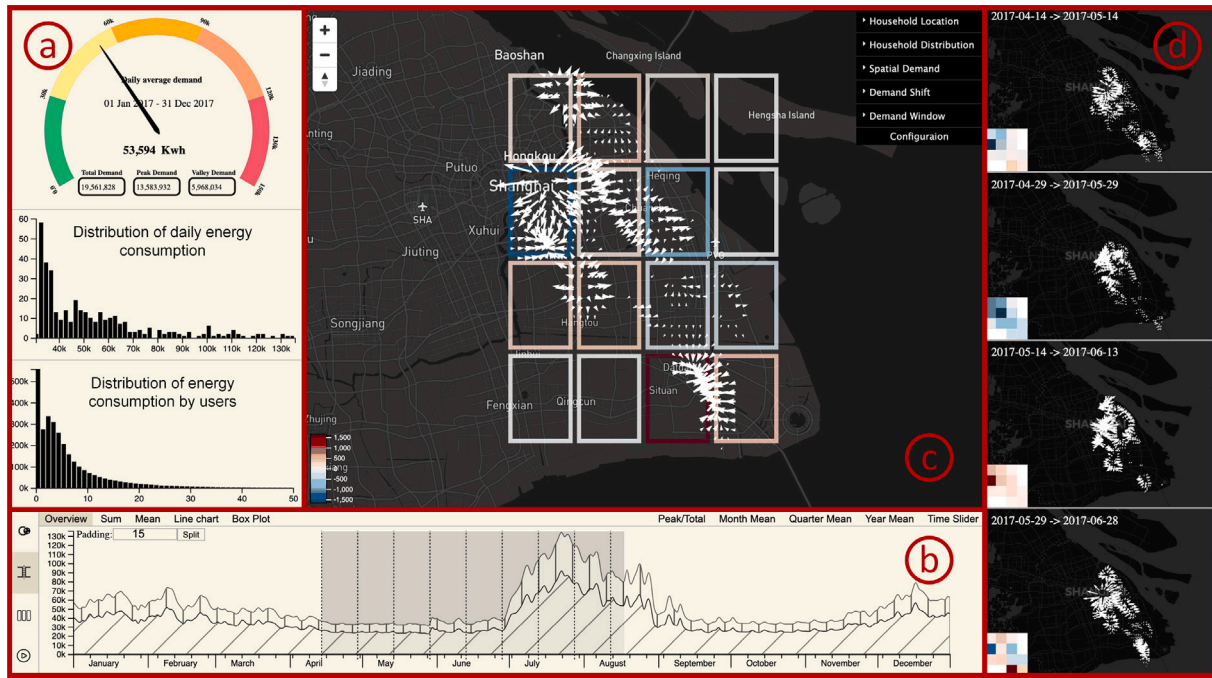 a
60k
90k
30k
120k
Daily average demand
01 Jan 2017 - 31 Dec 2017
0.0
130k
150k
53,594 Kwh
Total Demand
Peak Demand
Valley Demand
19,561,828
13,583,932
5,968,034
60
50
40
30
20
10
0
Distribution of daily energy
consumption
40k
50k
60k
70k
80k
90k
100k
110k
120k
130k
Distribution of energy
consumption by users
500k
400k
300k
200k
100k
0k
0
10
20
30
40
50
+
−
Baoshan
Changxing Island
Jiading
Hengsha Island
Putuo
Hongkou
Shanghai
Héqing
SHA
Xuhui
Jiuting
Songjiang
Hangtou
Situan
Fengxian
Qingcun
Household Location
Household Distribution
Spatial Demand
Demand Shift
Demand Window
Configuraion
1,500
1,000
500
0
-500
-1,000
-1,500
c
2017-04-14 -> 2017-05-14
d
2017-04-29 -> 2017-05-29
2017-05-14 -> 2017-06-13
2017-05-29 -> 2017-06-28
Overview Sum Mean Line chart Box Plot
Peak/Total Month Mean Quarter Mean Year Mean Time Slider
Padding: 15 Split
b
130k
120k
110k
100k
90k
80k
70k
60k
50k
40k
30k
20k
10k
0k
January
February
March
April
May
June
July
August
September
October
November
December